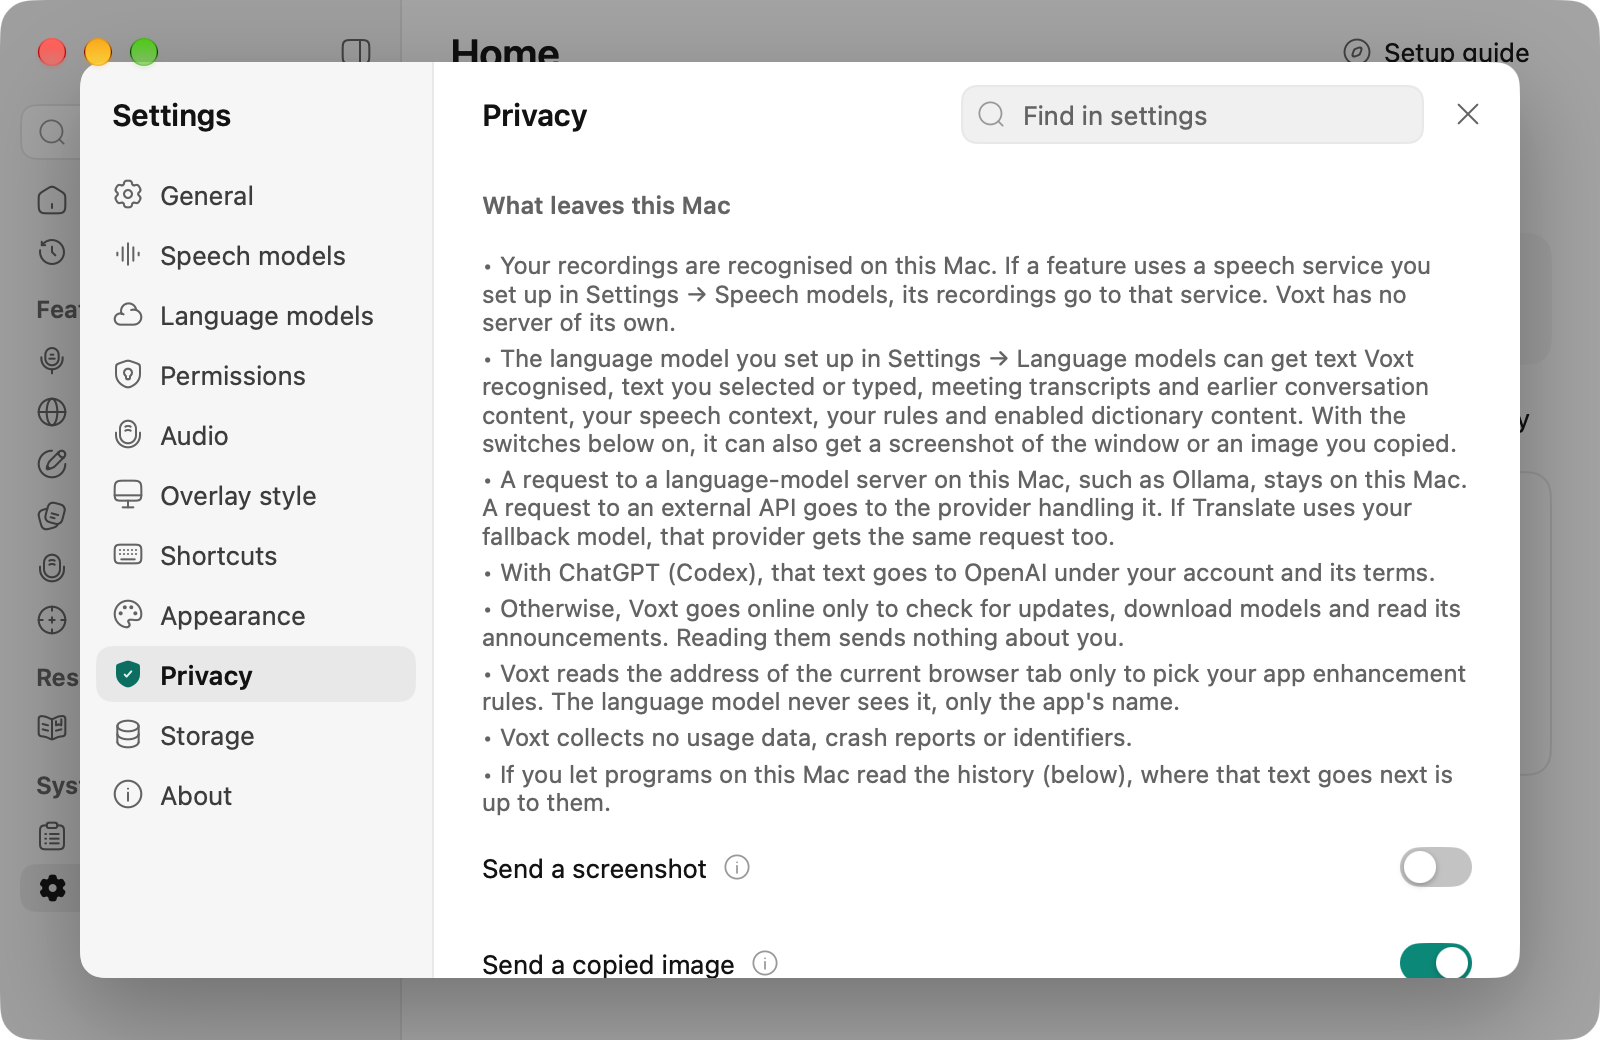 Home
Setup guide
Settings
Privacy
Find in settings
General
Speech models
Language models
Permissions
Audio
Overlay style
Shortcuts
Appearance
Privacy
Storage
About
What leaves this Mac
• Your recordings are recognised on this Mac. If a feature uses a speech service you
set up in Settings → Speech models, its recordings go to that service. Voxt has no
server of its own.
• The language model you set up in Settings → Language models can get text Voxt
recognised, text you selected or typed, meeting transcripts and earlier conversation
content, your speech context, your rules and enabled dictionary content. With the
switches below on, it can also get a screenshot of the window or an image you copied.
• A request to a language-model server on this Mac, such as Ollama, stays on this Mac.
A request to an external API goes to the provider handling it. If Translate uses your
fallback model, that provider gets the same request too.
• With ChatGPT (Codex), that text goes to OpenAI under your account and its terms.
• Otherwise, Voxt goes online only to check for updates, download models and read its
announcements. Reading them sends nothing about you.
• Voxt reads the address of the current browser tab only to pick your app enhancement
rules. The language model never sees it, only the app's name.
• Voxt collects no usage data, crash reports or identifiers.
• If you let programs on this Mac read the history (below), where that text goes next is
up to them.
Send a screenshot
Send a copied image